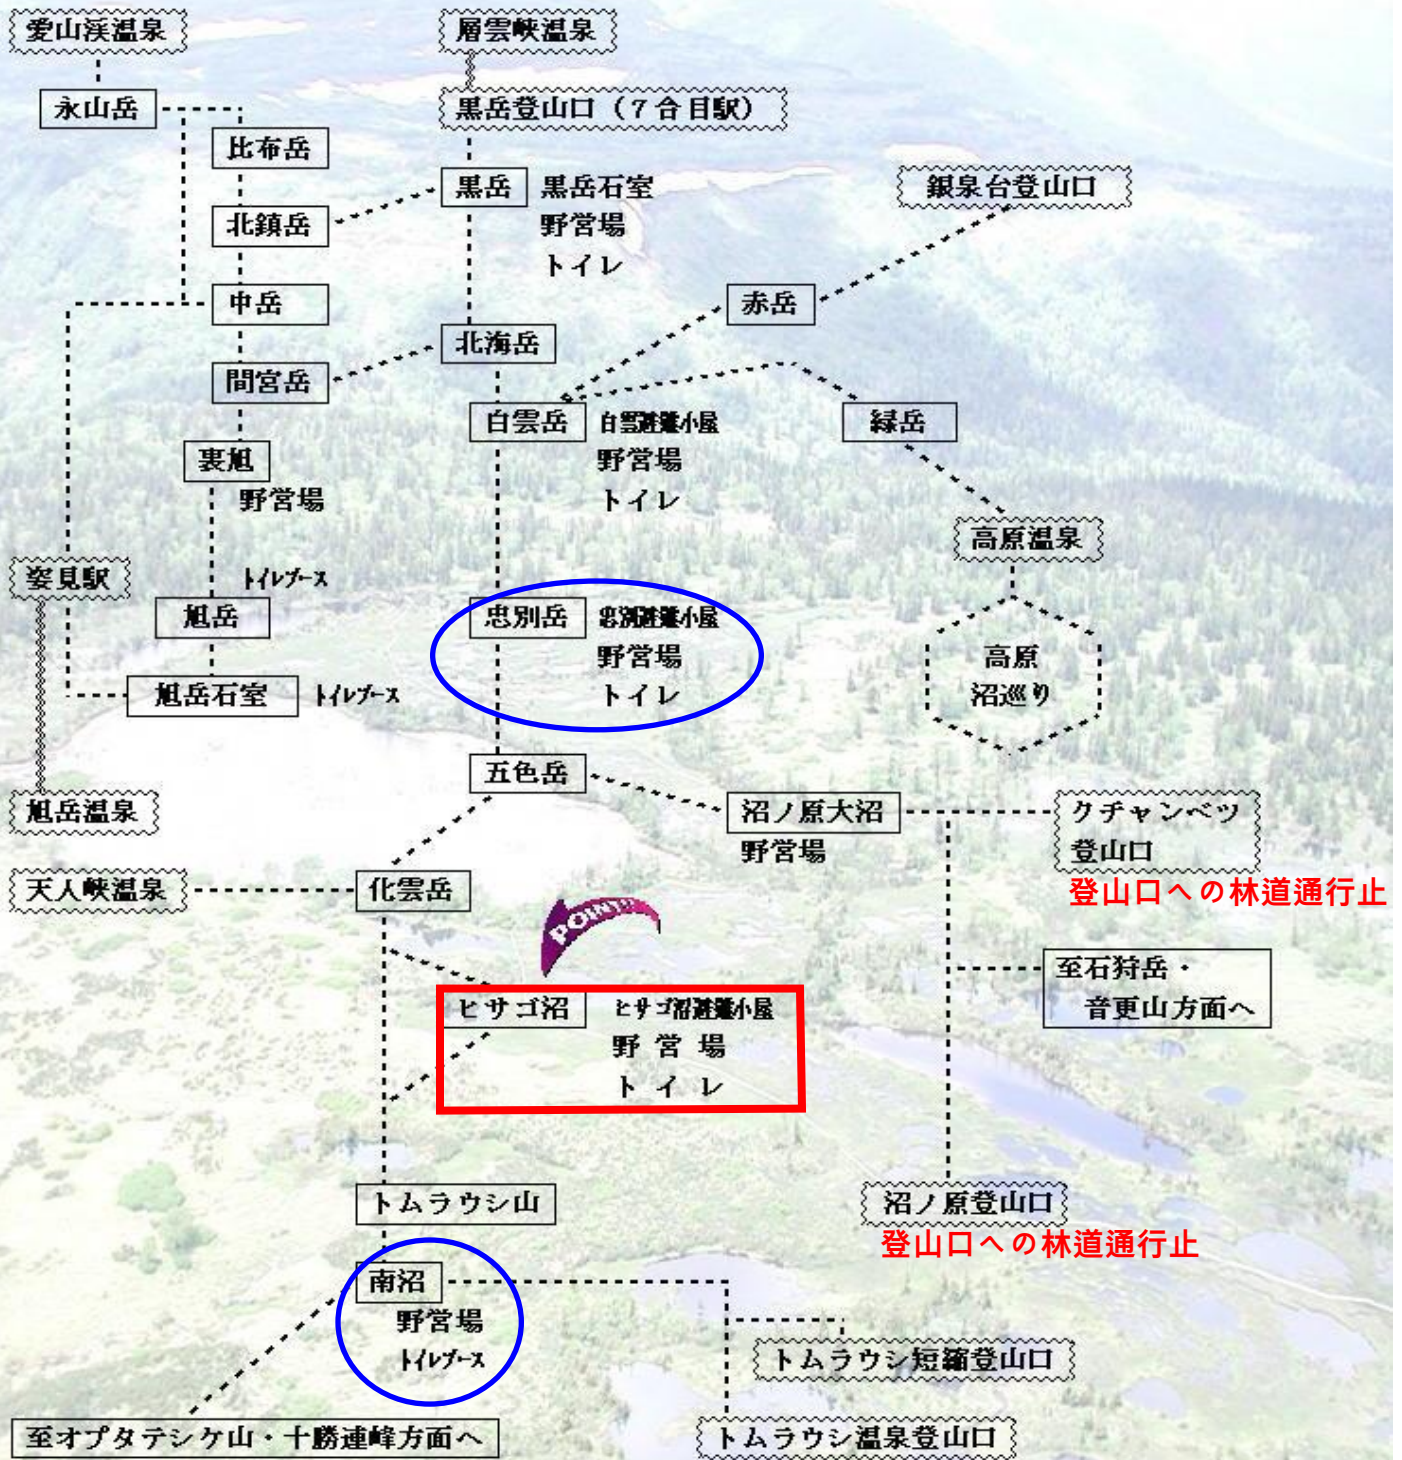 愛山渓温泉
層雲峡温泉
永山岳
黒岳登山口（７合目駅）
比布岳
黒岳
黒岳石室
野営場
トイレ
銀泉台登山口
北鎮岳
中岳
赤岳
北海岳
間宮岳
白雲岳
白雲避難小屋
野営場
トイレ
緑岳
裏旭
野営場
高原温泉
姿見駅
トイレブース
旭岳
忠別岳
忠別避難小屋
野営場
トイレ
高原
沼巡り
旭岳石室
トイレブース
五色岳
旭岳温泉
沼ノ原大沼
野営場
クチャンベツ
登山口
登山口への林道通行止
天人峡温泉
化雲岳
POINT!!
至石狩岳・
音更山方面へ
ヒサゴ沼
ヒサゴ沼避難小屋
野営場
トイレ
トムラウシ山
沼ノ原登山口
登山口への林道通行止
南沼
野営場
トイレブース
トムラウシ短縮登山口
至オプタテシケ山・十勝連峰方面へ
トムラウシ温泉登山口